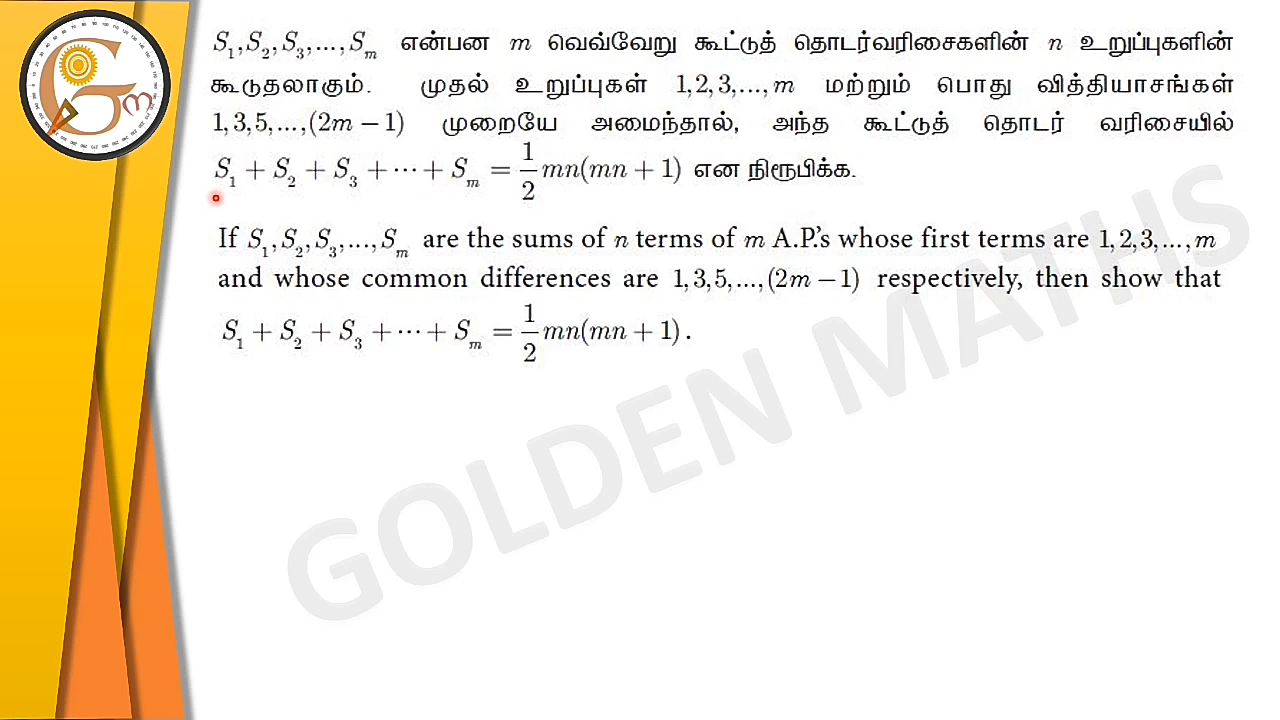 S₁, S₂, S₃, ..., Sₘ என்பன m வெவ்வேறு கூட்டுத் தொடர்வரிசைகளின் n உறுப்புகளின்
கூடுதலாகும். முதல் உறுப்புகள் 1, 2, 3, ..., m மற்றும் பொது வித்தியாசங்கள்
1, 3, 5, ..., (2m − 1) முறையே அமைந்தால், அந்த கூட்டுத் தொடர் வரிசையில்
S₁ + S₂ + S₃ + ⋯ + Sₘ = 1/2 mn(mn + 1) என நிரூபிக்க.
If S₁, S₂, S₃, ..., Sₘ are the sums of n terms of m A.P.'s whose first terms are 1, 2, 3, ..., m
and whose common differences are 1, 3, 5, ..., (2m − 1) respectively, then show that
S₁ + S₂ + S₃ + ⋯ + Sₘ = 1/2 mn(mn + 1).
GOLDEN MATHS